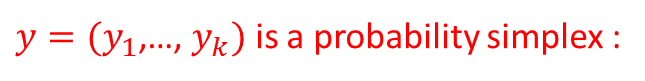 y = (y₁,..., yₖ) is a probability simplex :